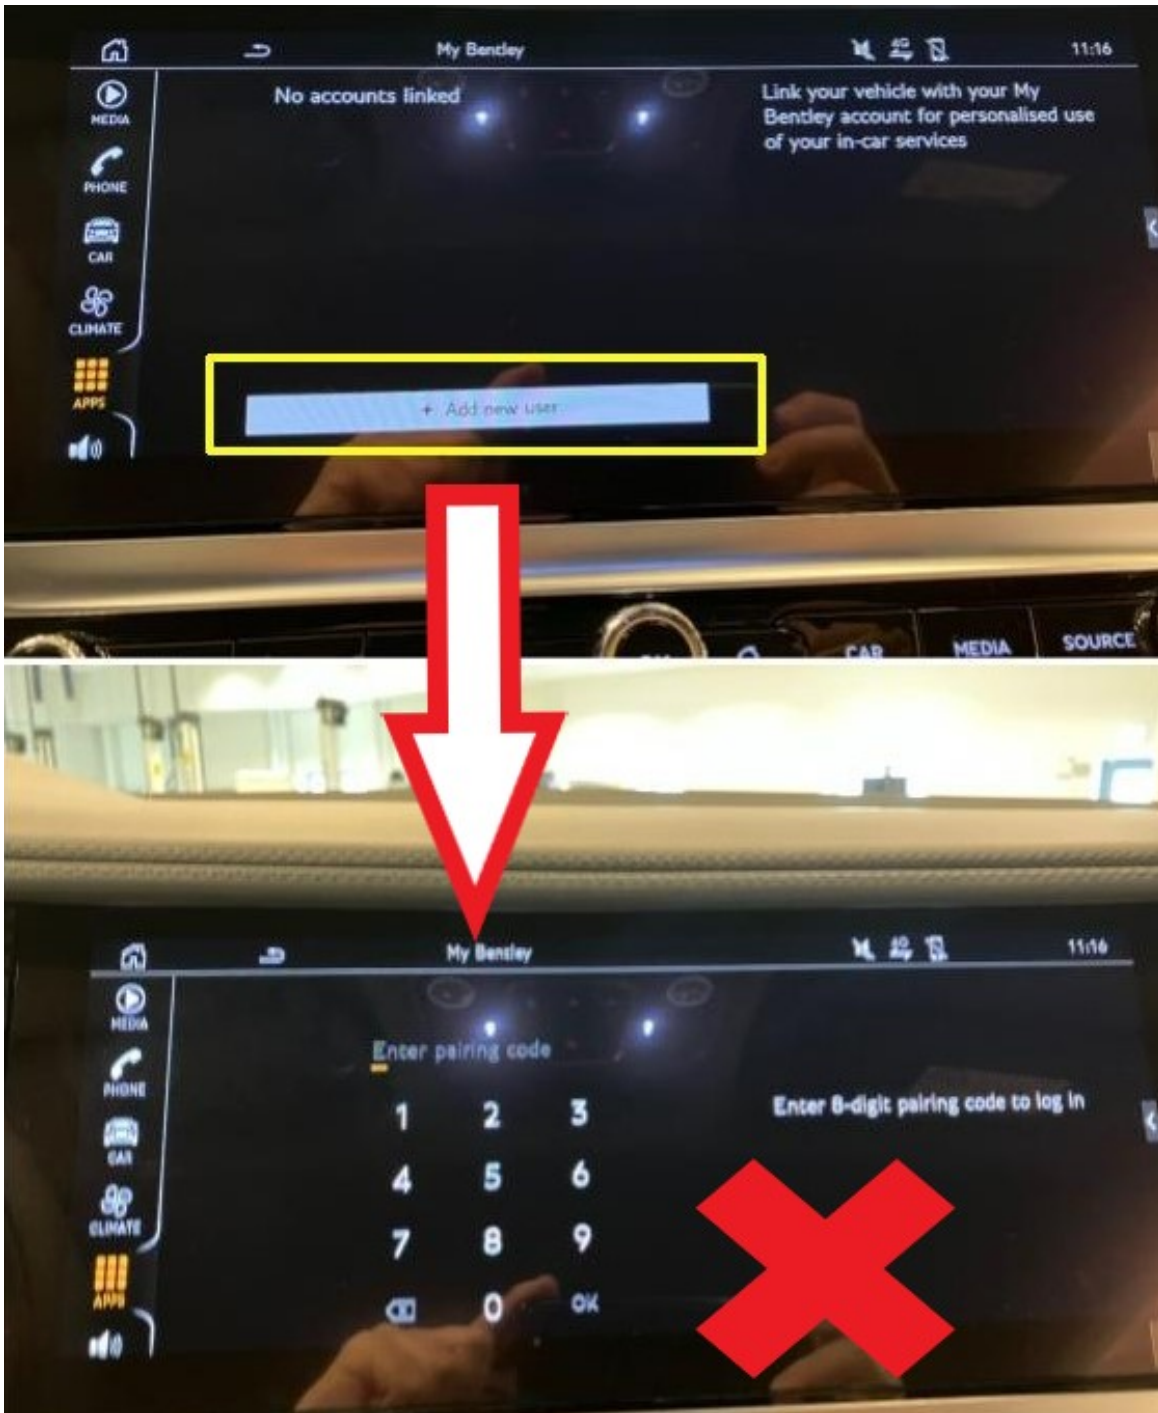 My Bentley
4G
11:16
MEDIA
PHONE
CAR
CLIMATE
APPS
No accounts linked
Link your vehicle with your My
Bentley account for personalised use
of your in-car services
+ Add new user
CAR
MEDIA
SOURCE
My Bentley
4G
11:16
MEDIA
PHONE
CAR
CLIMATE
APPS
Enter pairing code
1 2 3
4 5 6
7 8 9
0 OK
Enter 8-digit pairing code to log in